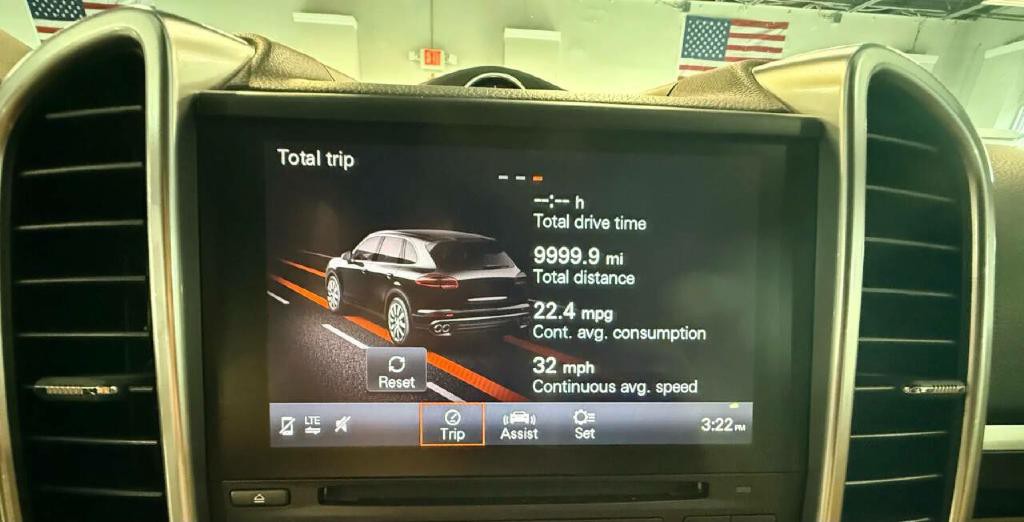 EXIT
Total trip
--:-- h
Total drive time
9999.9 mi
Total distance
22.4 mpg
Cont. avg. consumption
32 mph
Continuous avg. speed
Reset
LTE
Trip
Assist
Set
3:22 PM